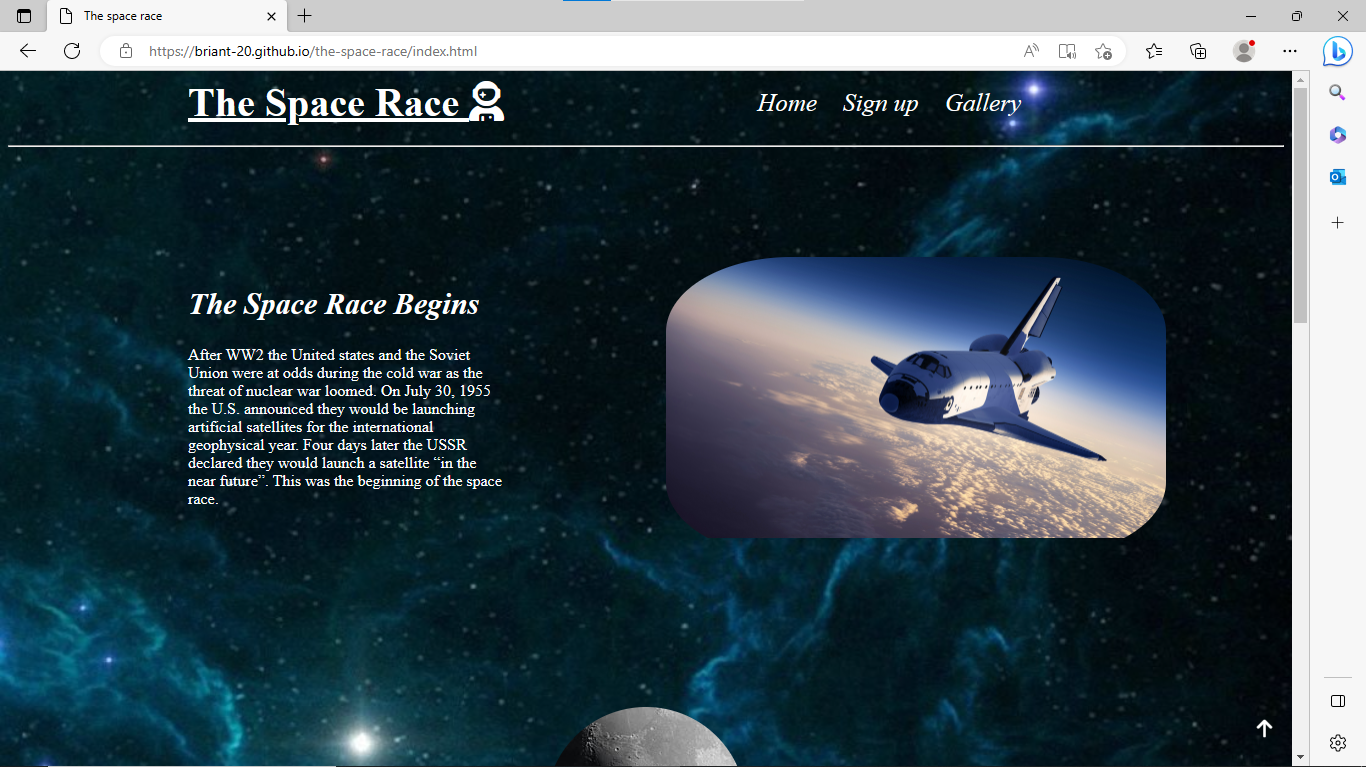 The space race
https://briant-20.github.io/the-space-race/index.html
The Space Race
Home Sign up Gallery
The Space Race Begins
After WW2 the United states and the Soviet
Union were at odds during the cold war as the
threat of nuclear war loomed. On July 30, 1955
the U.S. announced they would be launching
artificial satellites for the international
geophysical year. Four days later the USSR
declared they would launch a satellite “in the
near future”. This was the beginning of the space
race.